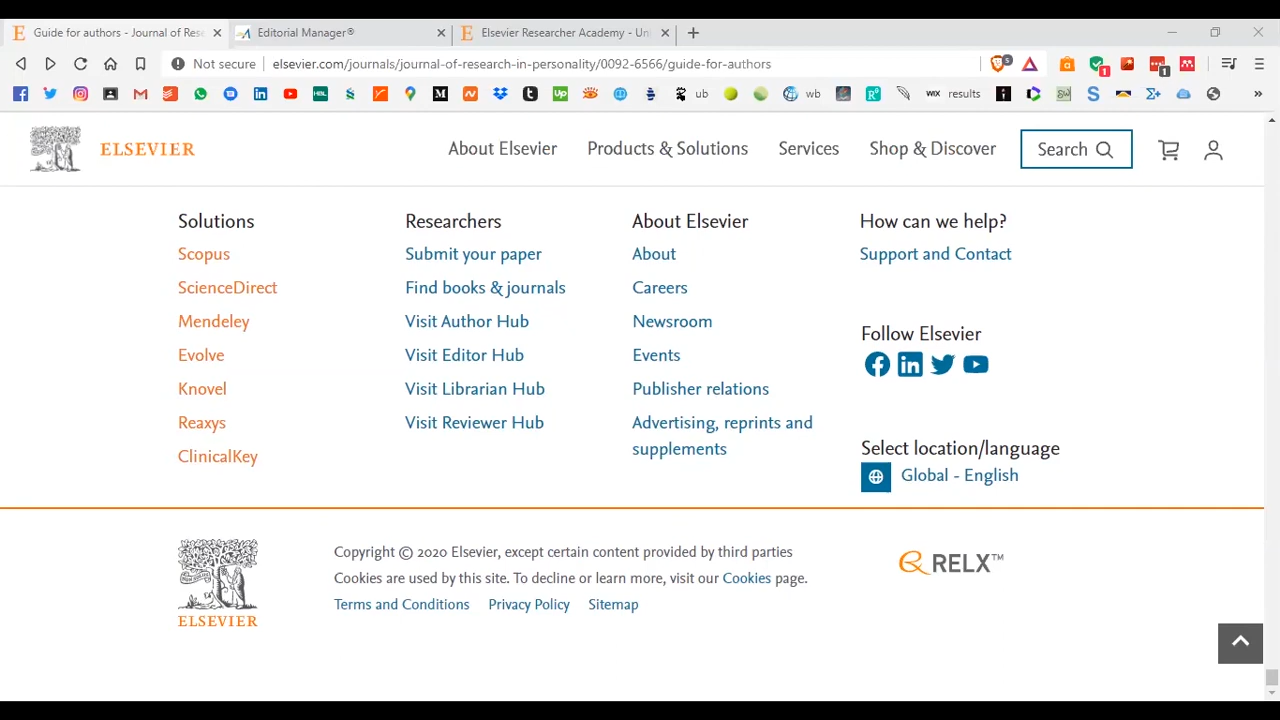 Guide for authors - Journal of Rese
Editorial Manager®
Elsevier Researcher Academy - Uni
Not secure
elsevier.com/journals/journal-of-research-in-personality/0092-6566/guide-for-authors
5
1
1
ub
wb
WIX results
ELSEVIER
About Elsevier
Products & Solutions
Services
Shop & Discover
Search
Solutions
Scopus
ScienceDirect
Mendeley
Evolve
Knovel
Reaxys
ClinicalKey
Researchers
Submit your paper
Find books & journals
Visit Author Hub
Visit Editor Hub
Visit Librarian Hub
Visit Reviewer Hub
About Elsevier
About
Careers
Newsroom
Events
Publisher relations
Advertising, reprints and
supplements
How can we help?
Support and Contact
Follow Elsevier
Select location/language
Global - English
ELSEVIER
Copyright © 2020 Elsevier, except certain content provided by third parties
Cookies are used by this site. To decline or learn more, visit our Cookies page.
Terms and Conditions Privacy Policy Sitemap
RELX™